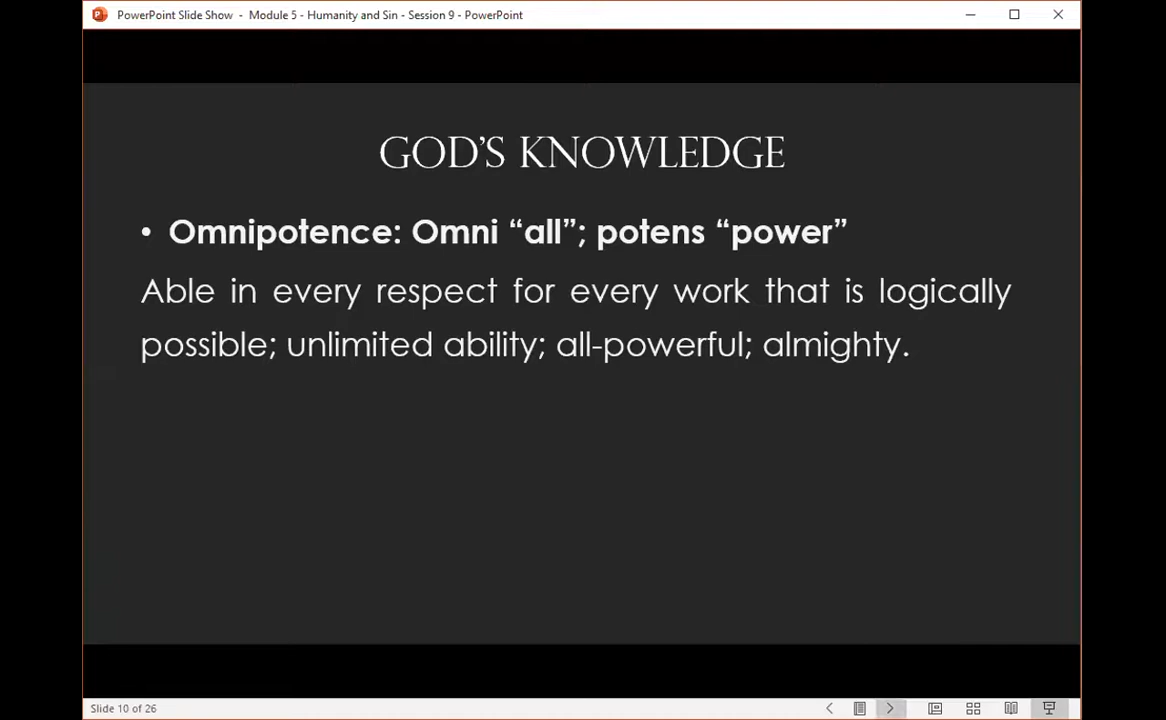 PowerPoint Slide Show - Module 5 - Humanity and Sin - Session 9 - PowerPoint
GOD'S KNOWLEDGE
• Omnipotence: Omni “all”; potens “power”
Able in every respect for every work that is logically
possible; unlimited ability; all-powerful; almighty.
Slide 10 of 26